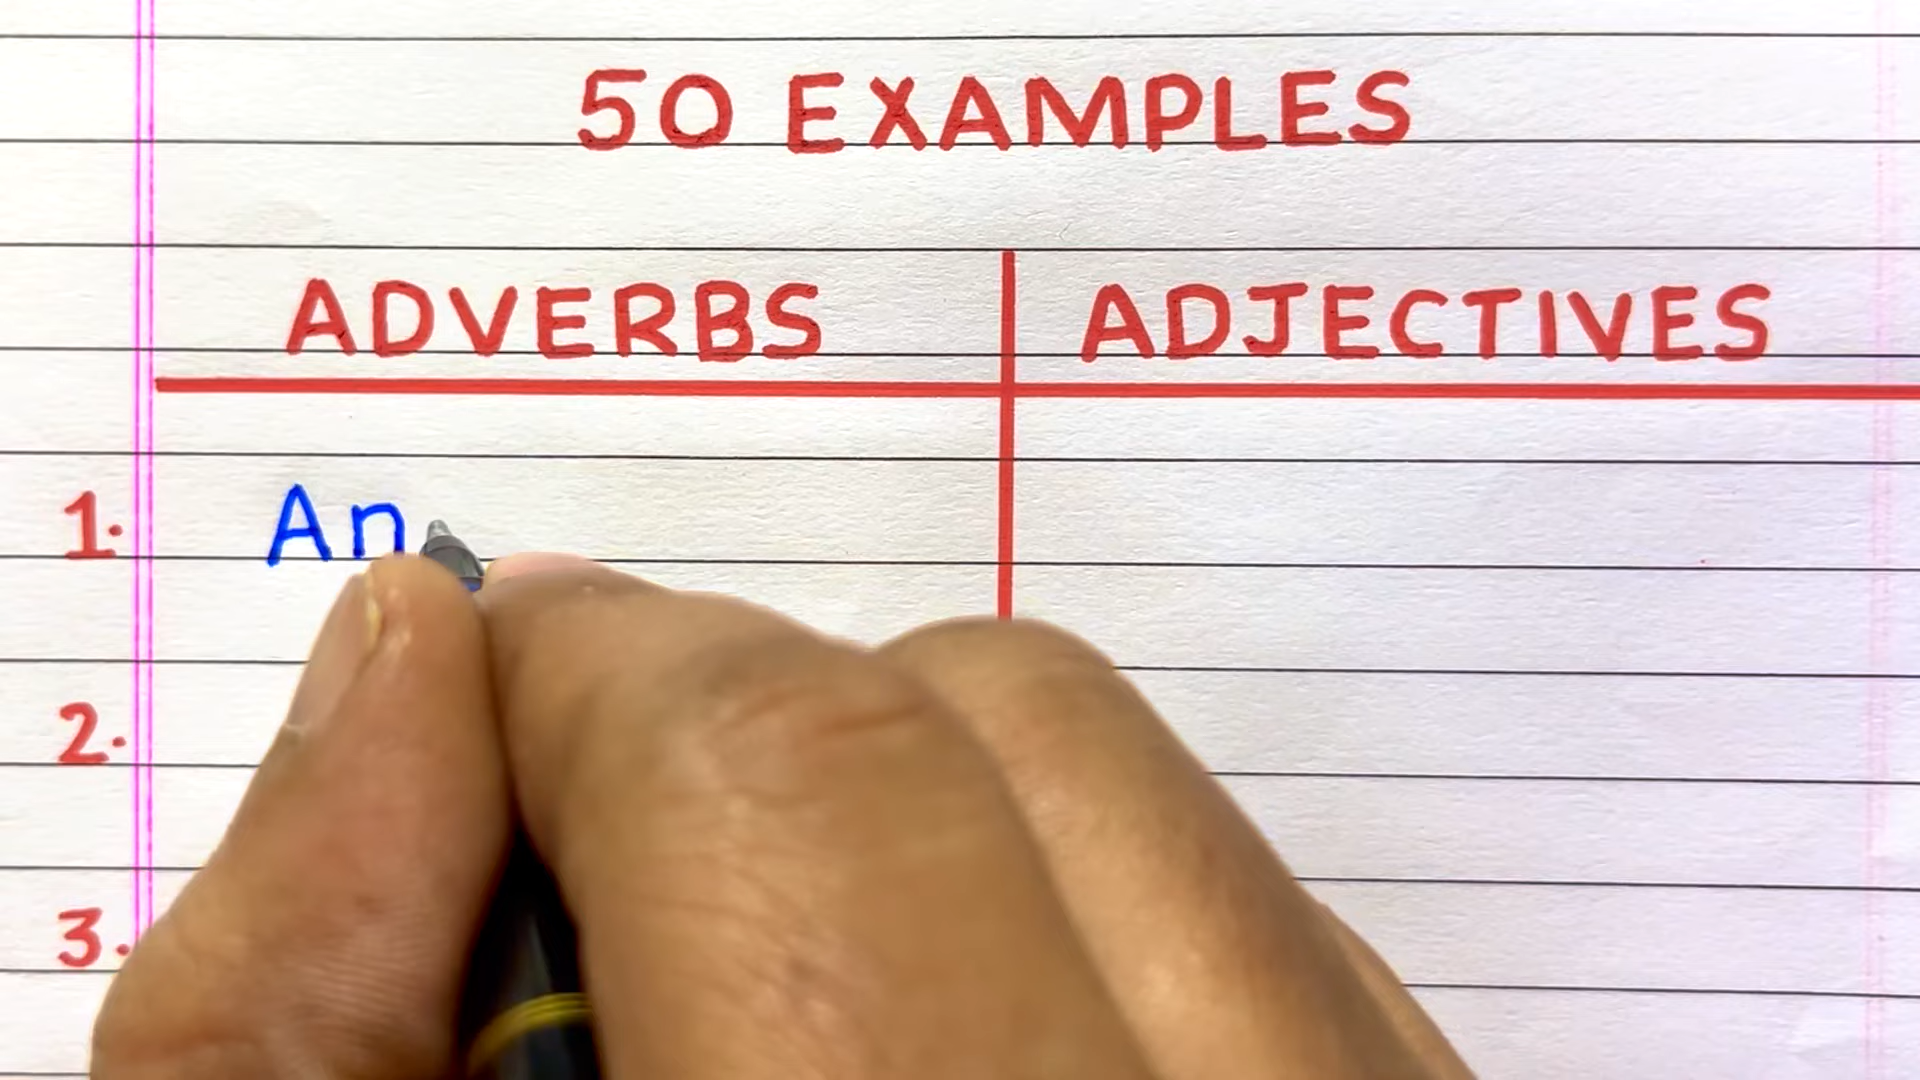 50 EXAMPLES
ADVERBS ADJECTIVES
1. An
2.
3.